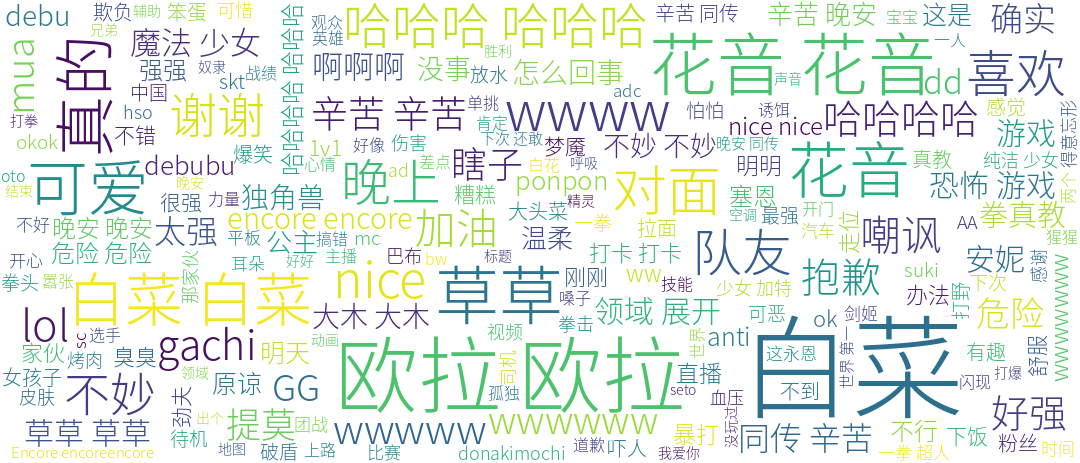 debu
欺负
辅助
笨蛋
可惜
哈哈哈哈哈哈
哈哈哈 哈哈哈
观众
英雄
辛苦 同传
辛苦 晚安
宝宝
这是
确实
兄弟
mua
真的
魔法 少女
强强
奴隶
skt
战绩
啊啊啊
没事
放水
怎么回事
胜利
花音 花音
声音
一人
dd
喜欢
打拳
中国
hso
不错
谢谢
辛苦 辛苦
单挑
wwww
adc
怕怕
诱饵
nice nice
哈哈哈哈
感觉
得意忘形
okok
爆笑
1v1
好像
伤害
肯定
下次 还敢
梦魇
不妙 不妙
晚安 同传
明明
花音
真教
游戏
纯洁 少女
oto
可爱
debubu
很强
力量
独角兽
心情
晚上
ad
差点
瞎子
糟糕
白花
呼吸
ponpon
对面
塞恩
恐怖 游戏
两个
结束
晚安
不好
晚安 晚安
太强
encore encore
加油
大头菜
精灵
一拳
拉面
空调
最强
开门
汽车
走位
拳真教
AA
猩猩
危险 危险
平板
公主
搞错
mc
温柔
打卡 打卡
队友
嘲讽
安妮
感谢
开心
耳朵
好好
主播
巴布
bw
标题
刚刚
ww
少女 加特
抱歉
suki
下次
拳头
嚣张
那家伙
白菜 白菜
nice
草草
技能
嗓子
领域 展开
可恶
办法
打野
危险
wwwwwwww
lol
sc
选手
gachi
大木 大木
拳击
anti
ok
剑姬
家伙
烤肉
臭臭
明天
动画
欧拉 欧拉
视频
司机
世界
白菜
这永恩
世界 第一
有趣
舒服
女孩子
领域
原谅
GG
孤独
直播
不到
闪现
打爆
皮肤
不妙
劲夫
seto
血压
没玩过
好强
草草 草草
出个
提莫
团战
wwwww
wwwwwww
暴打
同传 辛苦
不行
下饭
粉丝
待机
地图
破盾
上路
比赛
道歉
吓人
Encore encoreencore
donakimochi
我爱你
一拳 超人
时间